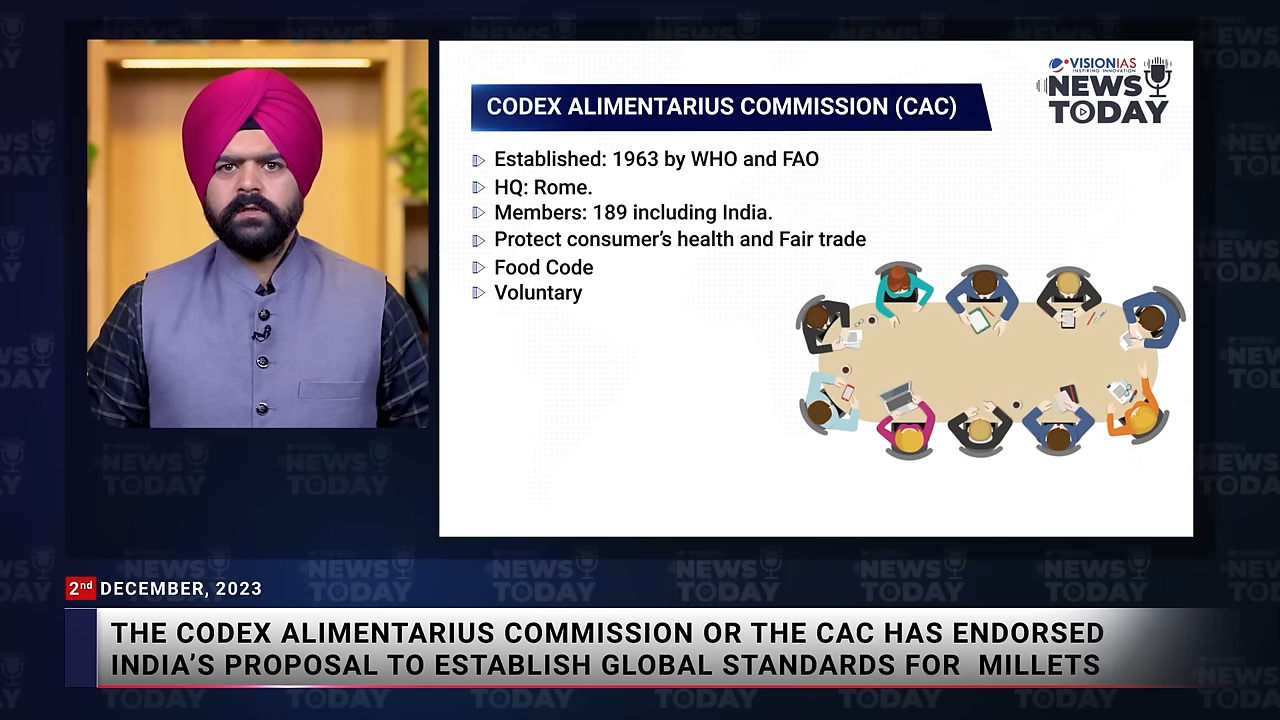 VISIONIAS
INSPIRING INNOVATION
NEWS
TODAY
CODEX ALIMENTARIUS COMMISSION (CAC)
Established: 1963 by WHO and FAO
HQ: Rome.
Members: 189 including India.
Protect consumer's health and Fair trade
Food Code
Voluntary
2nd DECEMBER, 2023
THE CODEX ALIMENTARIUS COMMISSION OR THE CAC HAS ENDORSED
INDIA'S PROPOSAL TO ESTABLISH GLOBAL STANDARDS FOR MILLETS